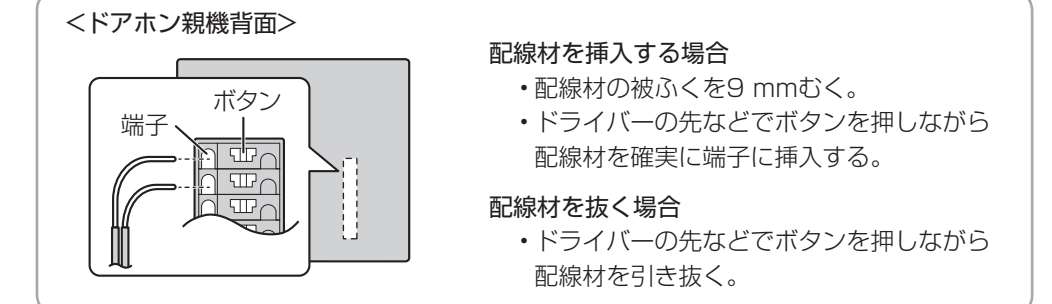 ＜ドアホン親機背面＞
ボタン
端子
配線材を挿入する場合
・配線材の被ふくを9 mmむく。
・ドライバーの先などでボタンを押しながら
配線材を確実に端子に挿入する。
配線材を抜く場合
・ドライバーの先などでボタンを押しながら
配線材を引き抜く。